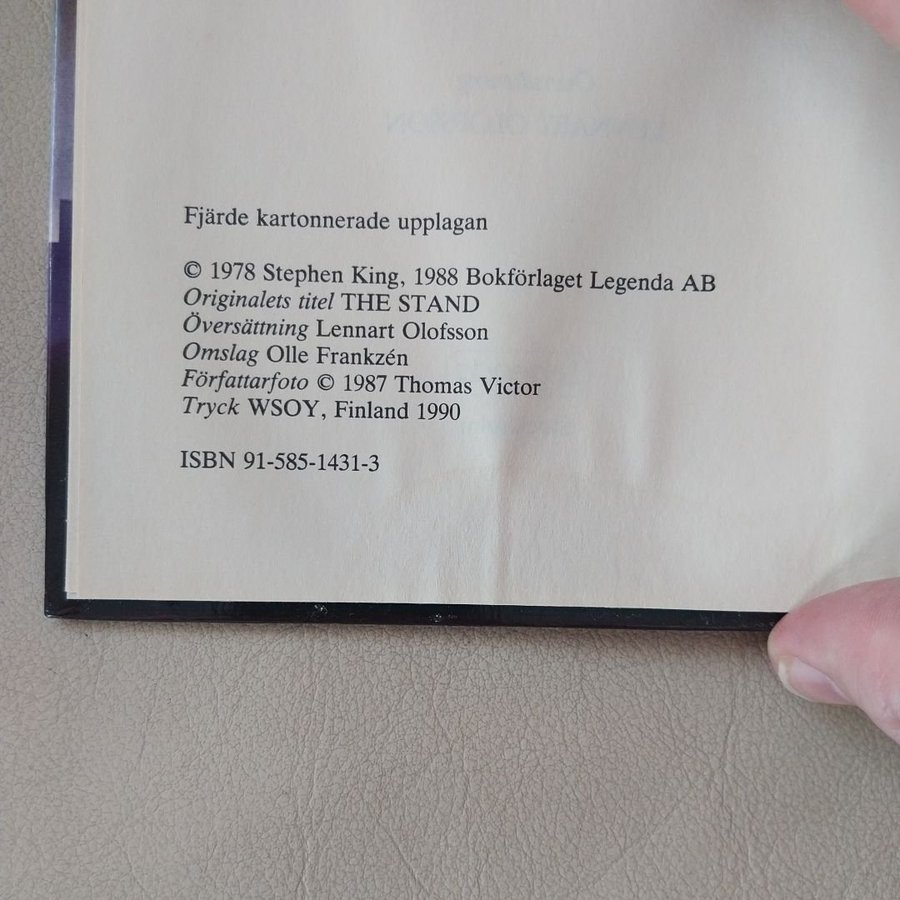 Fjärde kartonnerade upplagan
© 1978 Stephen King, 1988 Bokförlaget Legenda AB
Originalets titel THE STAND
Översättning Lennart Olofsson
Omslag Olle Frankzén
Författarfoto © 1987 Thomas Victor
Tryck WSOY, Finland 1990
ISBN 91-585-1431-3